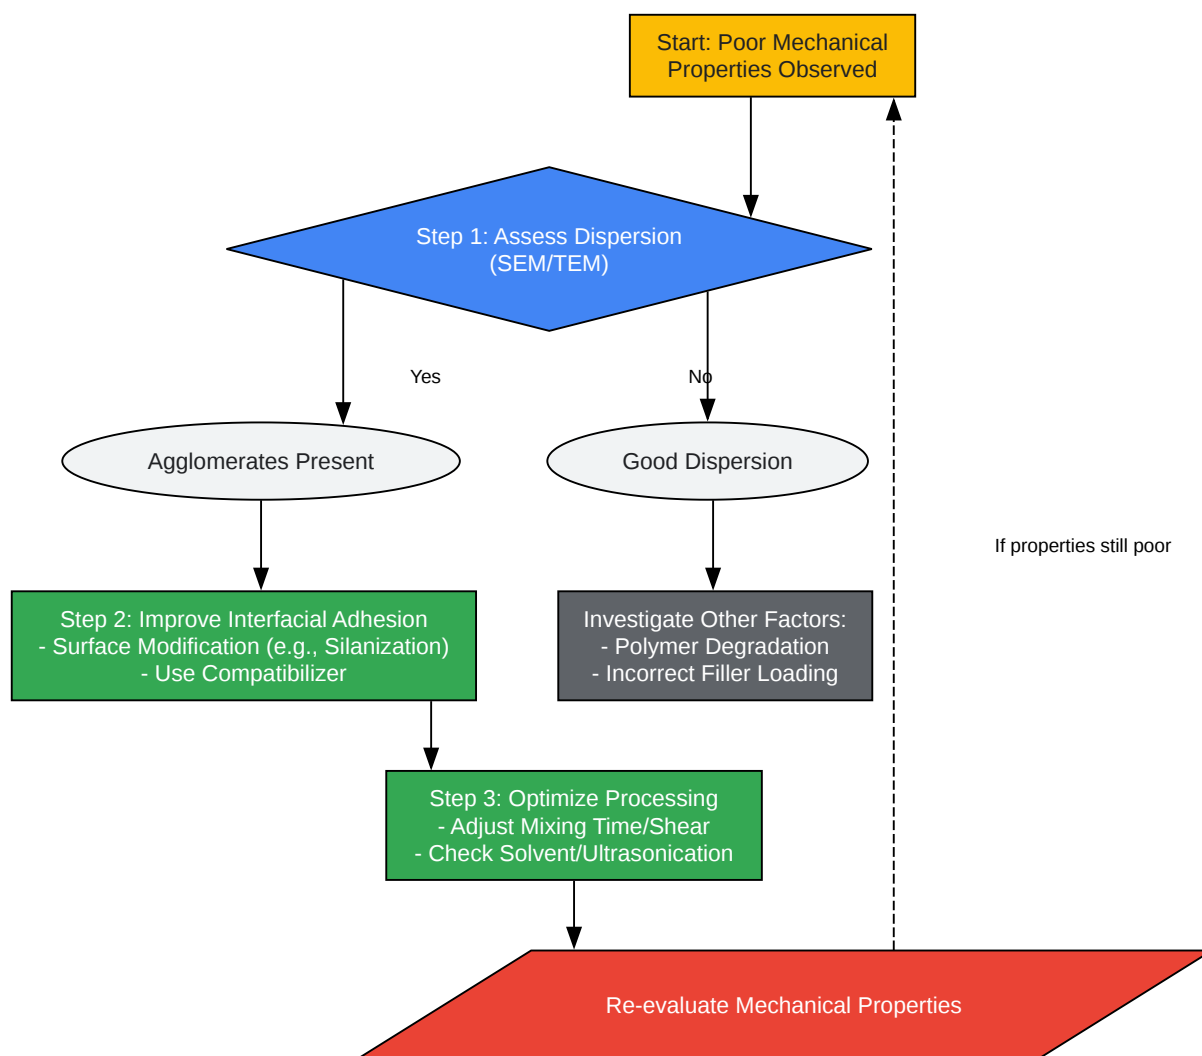 Start: Poor Mechanical
Properties Observed
Step 1: Assess Dispersion
(SEM/TEM)
Yes
No
Agglomerates Present
Good Dispersion
If properties still poor
Step 2: Improve Interfacial Adhesion
- Surface Modification (e.g., Silanization)
- Use Compatibilizer
Investigate Other Factors:
- Polymer Degradation
- Incorrect Filler Loading
Step 3: Optimize Processing
- Adjust Mixing Time/Shear
- Check Solvent/Ultrasonication
Re-evaluate Mechanical Properties